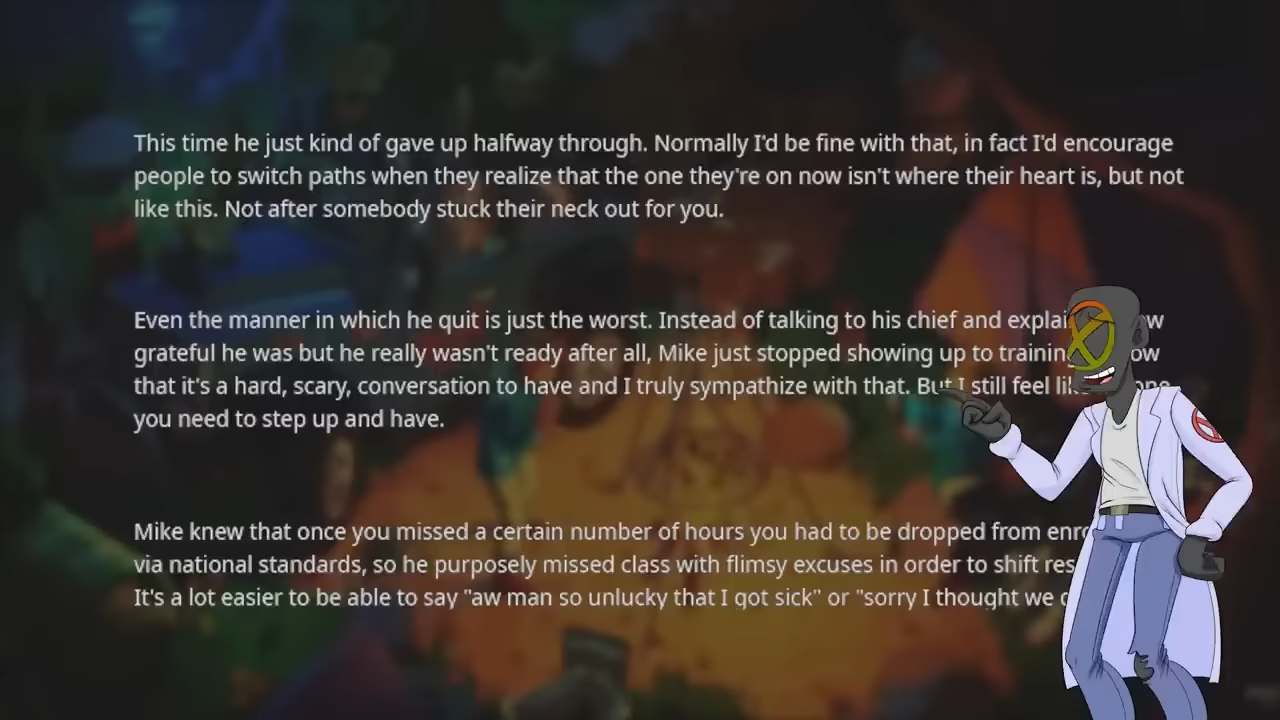 This time he just kind of gave up halfway through. Normally I'd be fine with that, in fact I'd encourage
people to switch paths when they realize that the one they're on now isn't where their heart is, but not
like this. Not after somebody stuck their neck out for you.
Even the manner in which he quit is just the worst. Instead of talking to his chief and
grateful he was but he really wasn't ready after all, Mike just stopped showing up to training
that it's a hard, scary, conversation to have and I truly sympathize with that. But I still feel
you need to step up and have.
Mike knew that once you missed a certain number of hours you had to be dropped from
via national standards, so he purposely missed class with flimsy excuses in order to shift
It's a lot easier to be able to say "aw man so unlucky that I got sick" or "sorry I thought we